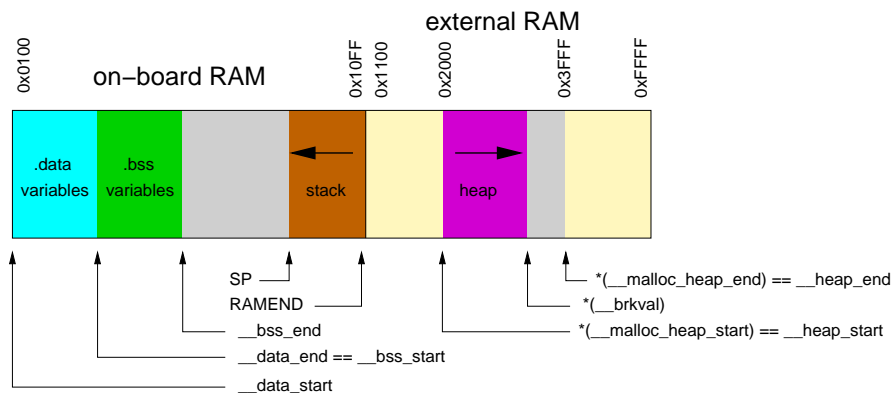 external RAM
on−board RAM
0x0100
0x10FF
0x1100
0x2000
0x3FFF
0xFFFF
.data
variables
.bss
variables
stack
heap
SP
RAMEND
__bss_end
__data_end == __bss_start
__data_start
*(__malloc_heap_end) == __heap_end
*(__brkval)
*(__malloc_heap_start) == __heap_start